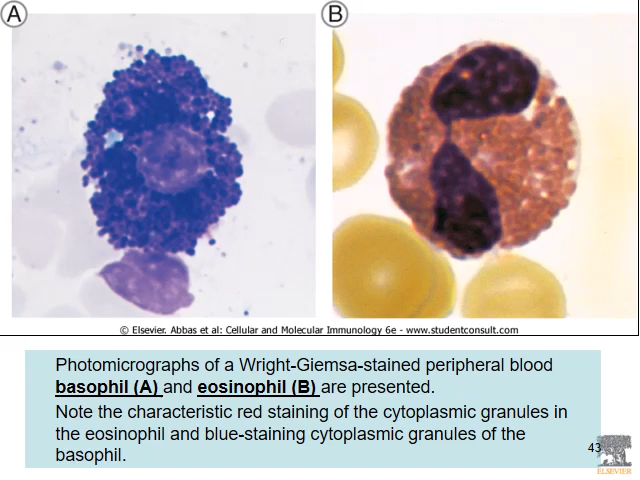 A
B
© Elsevier. Abbas et al: Cellular and Molecular Immunology 6e - www.studentconsult.com
Photomicrographs of a Wright-Giemsa-stained peripheral blood
basophil (A) and eosinophil (B) are presented.
Note the characteristic red staining of the cytoplasmic granules in
the eosinophil and blue-staining cytoplasmic granules of the
basophil.
43
ELSEVIER